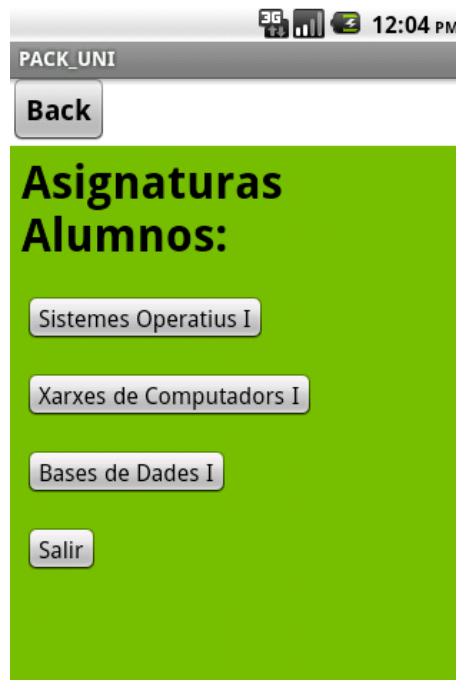 3G 12:04 PM
PACK_UNI
Back
Asignaturas
Alumnos:
Sistemes Operatius I
Xarxes de Computadors I
Bases de Dades I
Salir